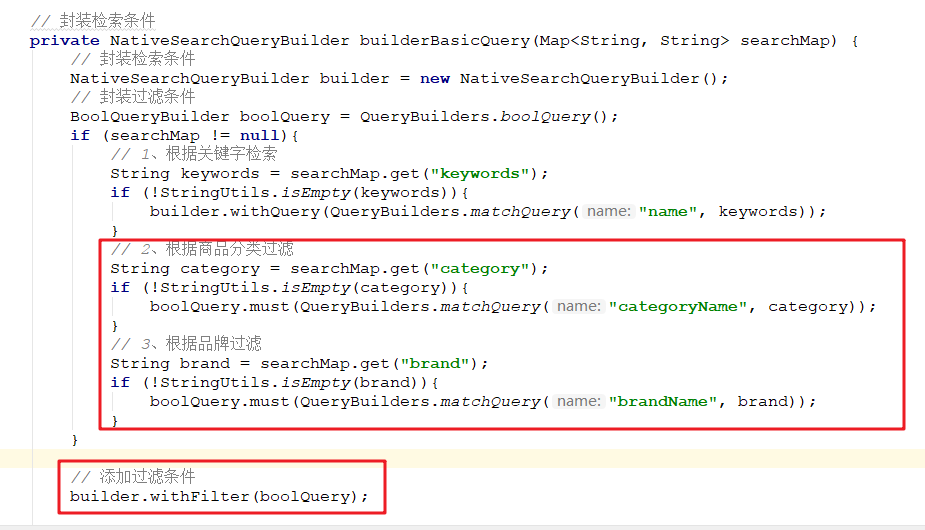 // 封装检索条件
private NativeSearchQueryBuilder builderBasicQuery(Map<String, String> searchMap) {
// 封装检索条件
NativeSearchQueryBuilder builder = new NativeSearchQueryBuilder();
// 封装过滤条件
BoolQueryBuilder boolQuery = QueryBuilders.boolQuery();
if (searchMap != null){
// 1、根据关键字检索
String keywords = searchMap.get("keywords");
if (!StringUtils.isEmpty(keywords)){
builder.withQuery(QueryBuilders.matchQuery( name: "name", keywords));
}
// 2、根据商品分类过滤
String category = searchMap.get("category");
if (!StringUtils.isEmpty(category)){
boolQuery.must(QueryBuilders.matchQuery( name: "categoryName", category));
}
// 3、根据品牌过滤
String brand = searchMap.get("brand");
if (!StringUtils.isEmpty(brand)){
boolQuery.must(QueryBuilders.matchQuery( name: "brandName", brand));
}
}
// 添加过滤条件
builder.withFilter(boolQuery);